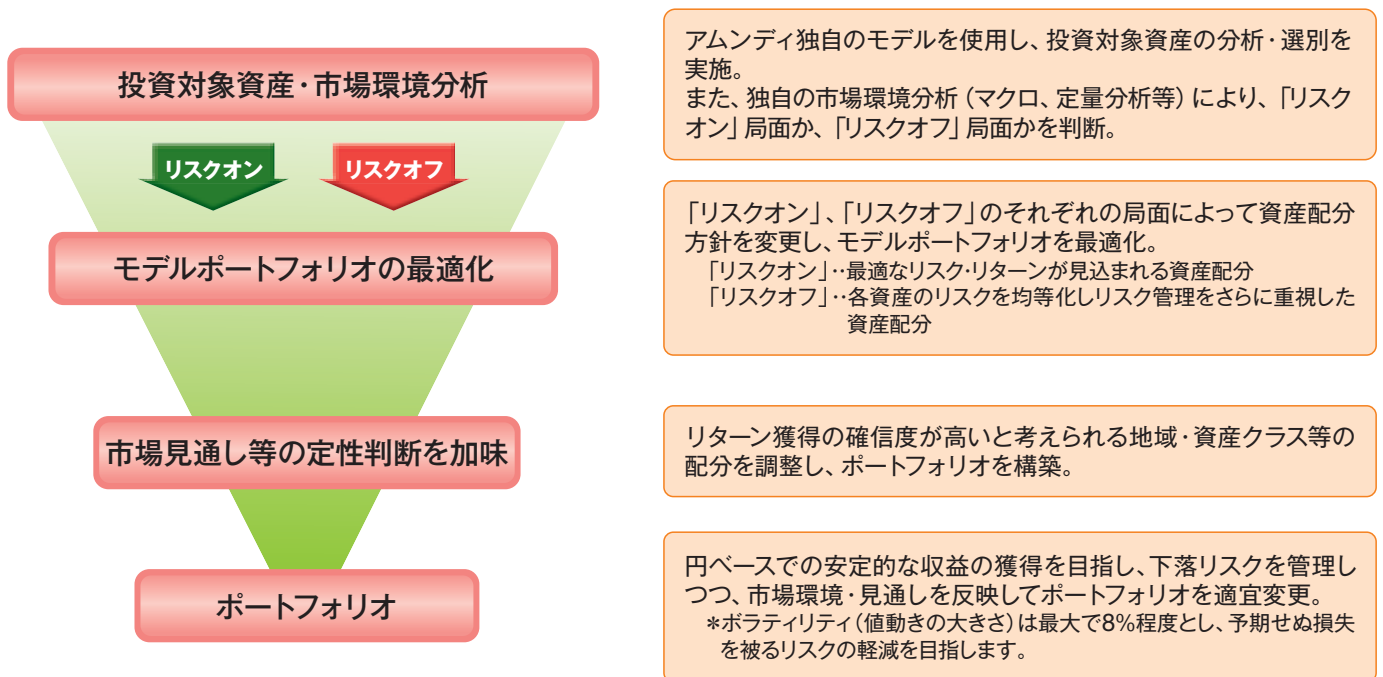 投資対象資産・市場環境分析
アムンディ独自のモデルを使用し、投資対象資産の分析・選別を
実施。
また、独自の市場環境分析（マクロ、定量分析等）により、「リスク
オン」局面か、「リスクオフ」局面かを判断。
リスクオン
リスクオフ
モデルポートフォリオの最適化
「リスクオン」、「リスクオフ」のそれぞれの局面によって資産配分
方針を変更し、モデルポートフォリオを最適化。
「リスクオン」‥最適なリスク・リターンが見込まれる資産配分
「リスクオフ」‥各資産のリスクを均等化しリスク管理をさらに重視した
資産配分
市場見通し等の定性判断を加味
リターン獲得の確信度が高いと考えられる地域・資産クラス等の
配分を調整し、ポートフォリオを構築。
ポートフォリオ
円ベースでの安定的な収益の獲得を目指し、下落リスクを管理し
つつ、市場環境・見通しを反映してポートフォリオを適宜変更。
＊ボラティリティ（値動きの大きさ）は最大で8％程度とし、予期せぬ損失
を被るリスクの軽減を目指します。